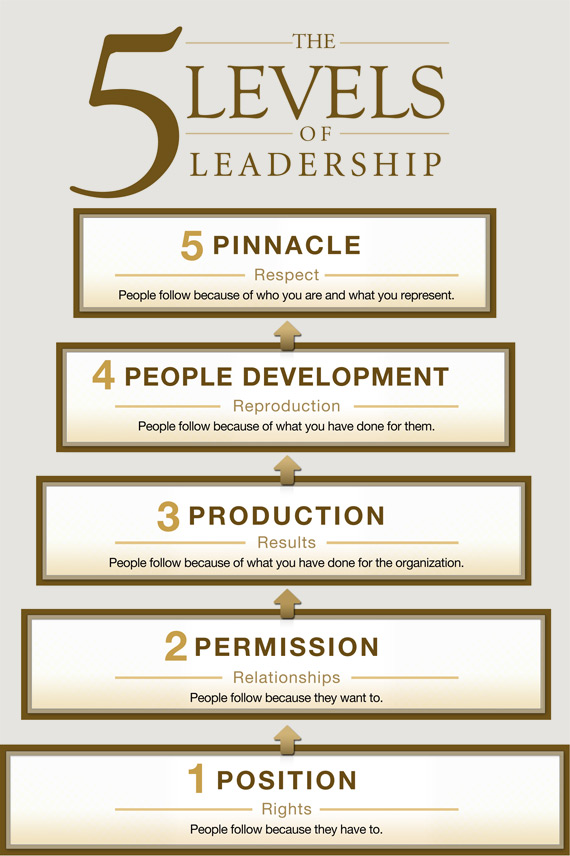 THE
5 LEVELS
OF
LEADERSHIP
5 PINNACLE
Respect
People follow because of who you are and what you represent.
4 PEOPLE DEVELOPMENT
Reproduction
People follow because of what you have done for them.
3 PRODUCTION
Results
People follow because of what you have done for the organization.
2 PERMISSION
Relationships
People follow because they want to.
1 POSITION
Rights
People follow because they have to.